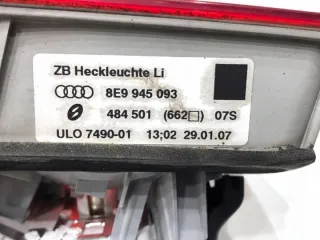 ZB Heckleuchte Li
8E9 945 093
484 501 (662□) 07S
ULO 7490-01 13:02 29.01.07